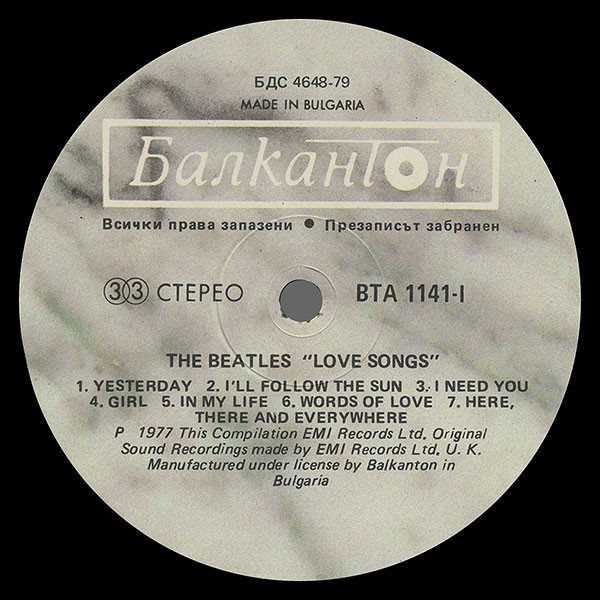 БДС 4648-79
MADE IN BULGARIA
Балкантон
Всички права запазени ● Презаписът забранен
33 СТЕРЕО
ВТА 1141-I
THE BEATLES "LOVE SONGS"
1. YESTERDAY 2. I'LL FOLLOW THE SUN 3. I NEED YOU
4. GIRL 5. IN MY LIFE 6. WORDS OF LOVE 7. HERE,
THERE AND EVERYWHERE
P 1977 This Compilation EMI Records Ltd. Original
Sound Recordings made by EMI Records Ltd, U. K.
Manufactured under license by Balkanton in
Bulgaria